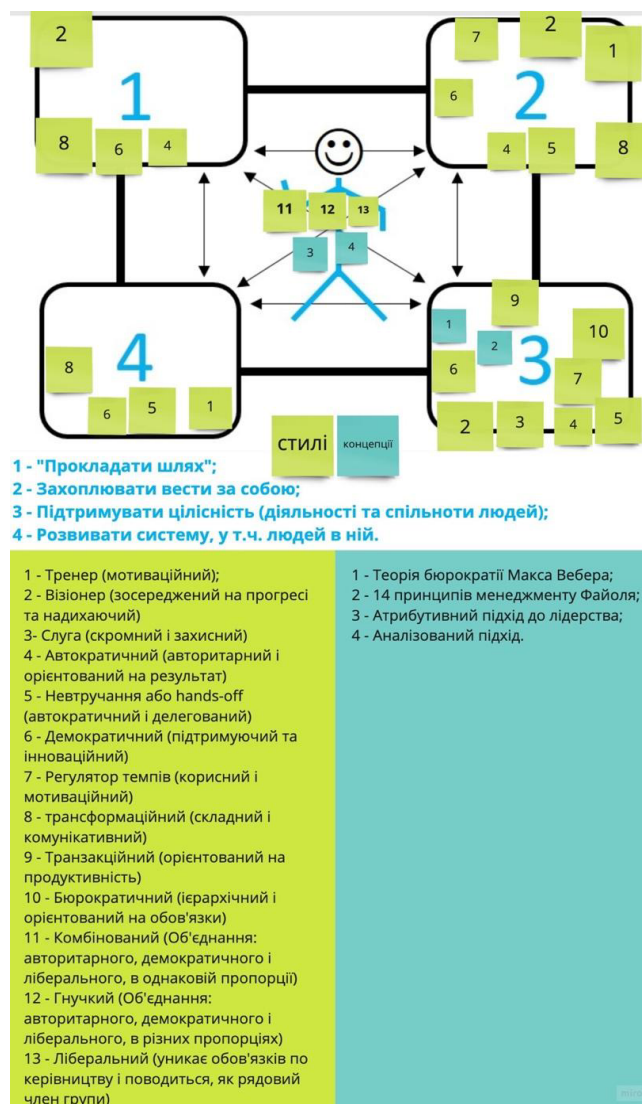 2
7
2
1
1
2
6
8
6
4
4
5
8
11
12
13
3
4
9
1
10
2
4
3
8
6
7
6
5
1
2
3
4
5
стилі
концепції
1 - "Прокладати шлях";
2 - Захоплювати вести за собою;
3 - Підтримувати цілісність (діяльності та спільноти людей);
4 - Розвивати систему, у т.ч. людей в ній.
1 - Тренер (мотиваційний);
2 - Візіонер (зосереджений на прогресі
та надихаючий)
3- Слуга (скромний і захисний)
4 - Автократичний (авторитарний і
орієнтований на результат)
5 - Невтручання або hands-off
(автократичний і делегований)
6 - Демократичний (підтримуючий та
інноваційний)
7 - Регулятор темпів (корисний і
мотиваційний)
8 - трансформаційний (складний і
комунікативний)
9 - Транзакційний (орієнтований на
продуктивність)
10 - Бюрократичний (ієрархічний і
орієнтований на обов'язки)
11 - Комбінований (Об'єднання:
авторитарного, демократичного і
ліберального, в однаковій пропорції)
12 - Гнучкий (Об'єднання:
авторитарного, демократичного і
ліберального, в різних пропорціях)
13 - Ліберальний (уникає обов'язків по
керівництву і поводиться, як рядовий
член групи)
1 - Теорія бюрократії Макса Вебера;
2 - 14 принципів менеджменту Файоля;
3 - Атрибутивний підхід до лідерства;
4 - Аналізований підхід.
miro